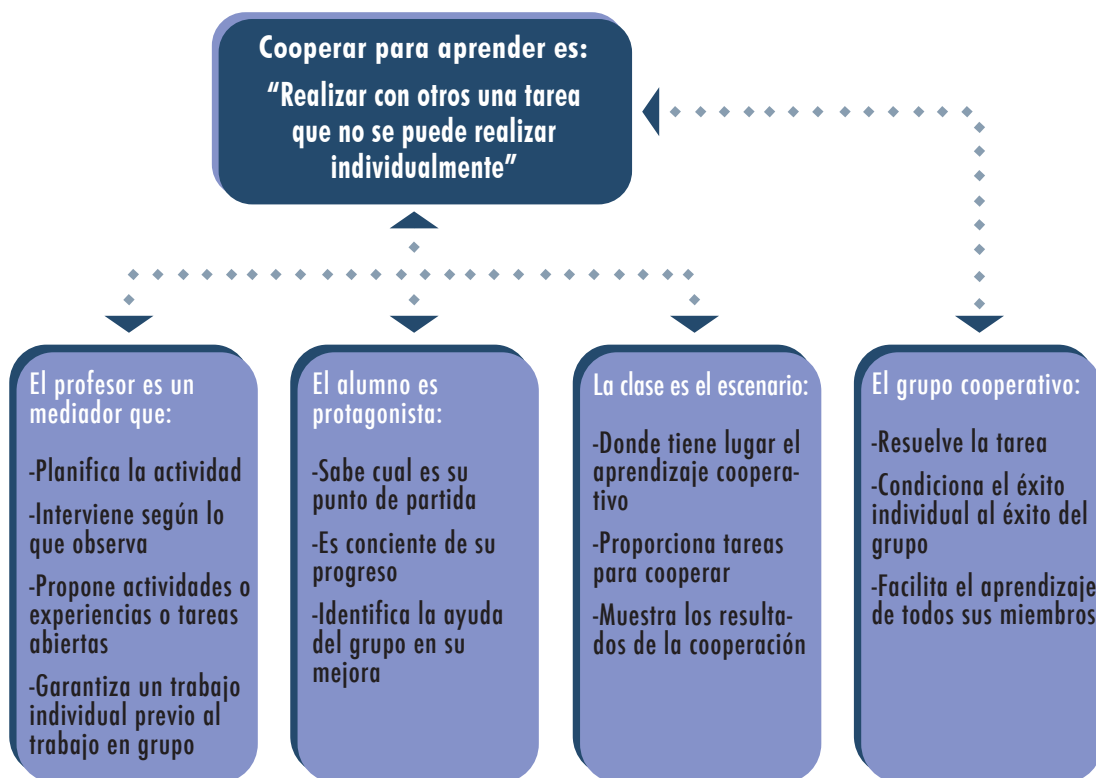 Cooperar para aprender es:
“Realizar con otros una tarea
que no se puede realizar
individualmente”
El profesor es un
mediador que:
-Planifica la actividad
-Interviene según lo
que observa
-Propone actividades o
experiencias o tareas
abiertas
-Garantiza un trabajo
individual previo al
trabajo en grupo
El alumno es
protagonista:
-Sabe cual es su
punto de partida
-Es conciente de su
progreso
-Identifica la ayuda
del grupo en su
mejora
La clase es el escenario:
-Donde tiene lugar el
aprendizaje coopera-
tivo
-Proporciona tareas
para cooperar
-Muestra los resulta-
dos de la cooperación
El grupo cooperativo:
-Resuelve la tarea
-Condiciona el éxito
individual al éxito del
grupo
-Facilita el aprendizaje
de todos sus miembros